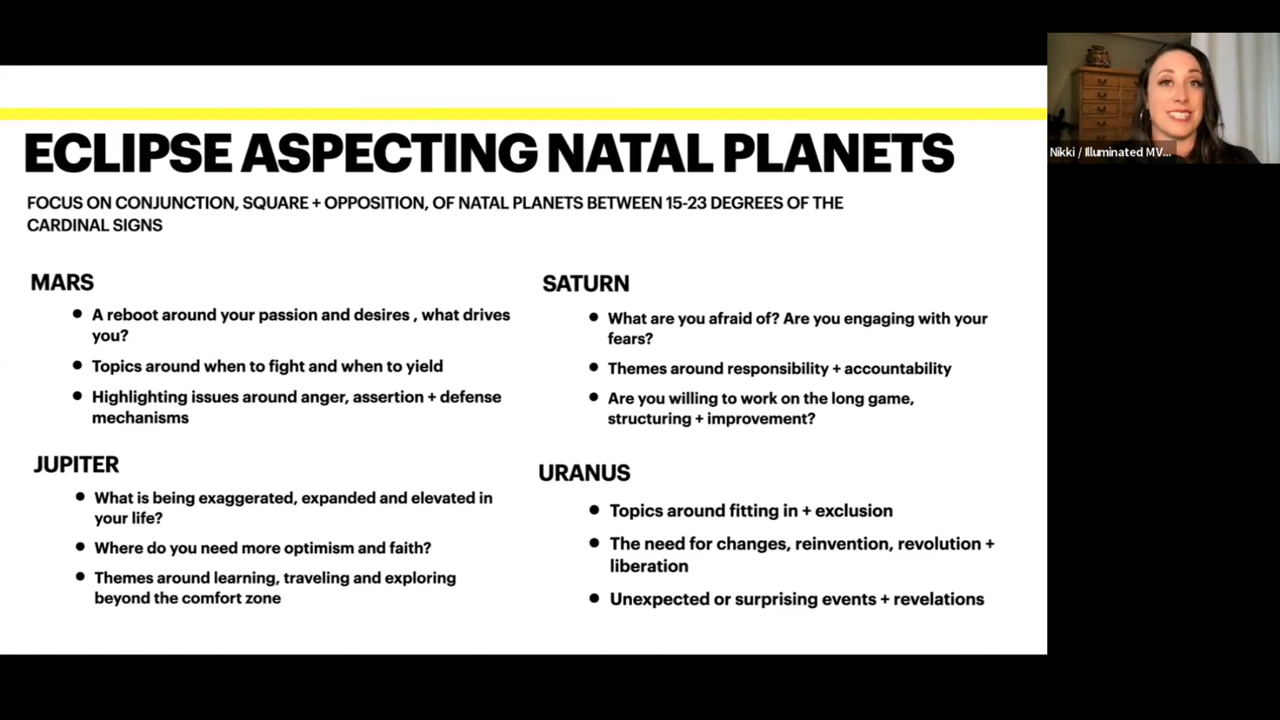 ECLIPSE ASPECTING NATAL PLANETS
FOCUS ON CONJUNCTION, SQUARE + OPPOSITION, OF NATAL PLANETS BETWEEN 15-23 DEGREES OF THE
CARDINAL SIGNS
MARS
• A reboot around your passion and desires , what drives
you?
• Topics around when to fight and when to yield
• Highlighting issues around anger, assertion + defense
mechanisms
JUPITER
• What is being exaggerated, expanded and elevated in
your life?
• Where do you need more optimism and faith?
• Themes around learning, traveling and exploring
beyond the comfort zone
SATURN
• What are you afraid of? Are you engaging with your
fears?
• Themes around responsibility + accountability
• Are you willing to work on the long game,
structuring + improvement?
URANUS
• Topics around fitting in + exclusion
• The need for changes, reinvention, revolution +
liberation
• Unexpected or surprising events + revelations
Nikki / Illuminated MV...